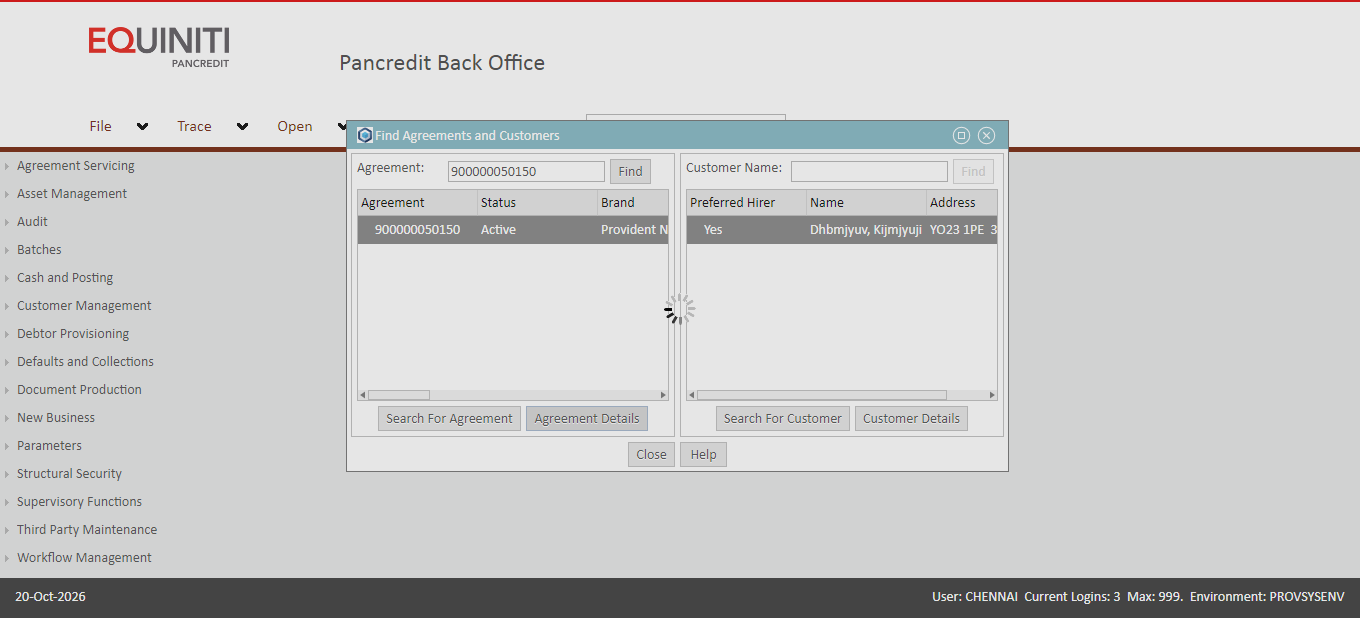 EQUINITI
PANCREDIT
Pancredit Back Office
File Trace Open
Find Agreements and Customers
Agreement: 900000050150 Find
Customer Name: Find
Agreement Status Brand
900000050150 Active Provident N
Preferred Hirer Name Address
Yes Dhbmjyuv, Kijmjyuji YO23 1PE 3
Search For Agreement Agreement Details
Search For Customer Customer Details
Close Help
Agreement Servicing
Asset Management
Audit
Batches
Cash and Posting
Customer Management
Debtor Provisioning
Defaults and Collections
Document Production
New Business
Parameters
Structural Security
Supervisory Functions
Third Party Maintenance
Workflow Management
20-Oct-2026
User: CHENNAI Current Logins: 3 Max: 999. Environment: PROVSYSENV